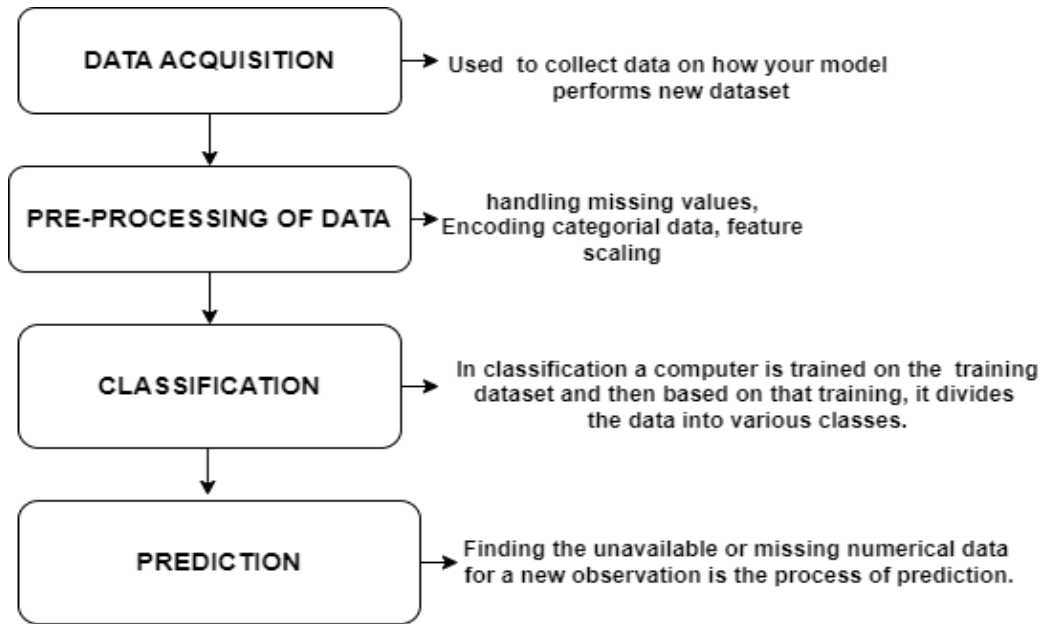 DATA ACQUISITION
Used to collect data on how your model
performs new dataset
PRE-PROCESSING OF DATA
handling missing values,
Encoding categorial data, feature
scaling
CLASSIFICATION
In classification a computer is trained on the training
dataset and then based on that training, it divides
the data into various classes.
PREDICTION
Finding the unavailable or missing numerical data
for a new observation is the process of prediction.